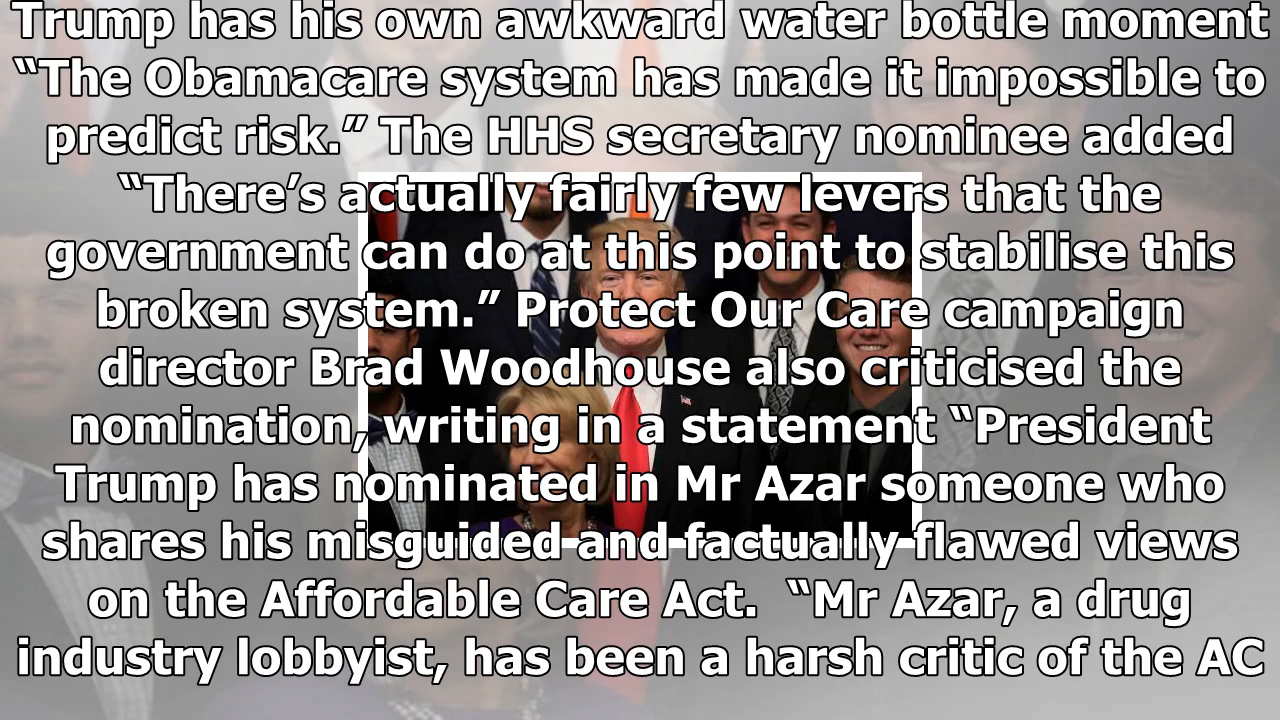 Trump has his own awkward water bottle moment
“The Obamacare system has made it impossible to
predict risk.” The HHS secretary nominee added
“There’s actually fairly few levers that the
government can do at this point to stabilise this
broken system.” Protect Our Care campaign
director Brad Woodhouse also criticised the
nomination, writing in a statement “President
Trump has nominated in Mr Azar someone who
shares his misguided and factually flawed views
on the Affordable Care Act.  “Mr Azar, a drug
industry lobbyist, has been a harsh critic of the AC